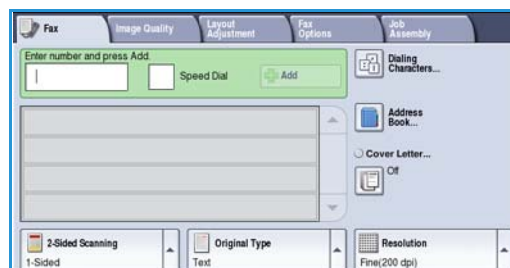 Fax
Image Quality
Layout
Adjustment
Fax
Options
Job
Assembly
Enter number and press Add.
Speed Dial
Add
Dialing
Characters...
Address
Book...
Cover Letter...
Off
2-Sided Scanning
1-Sided
Original Type
Text
Resolution
Fine(200 dpi)